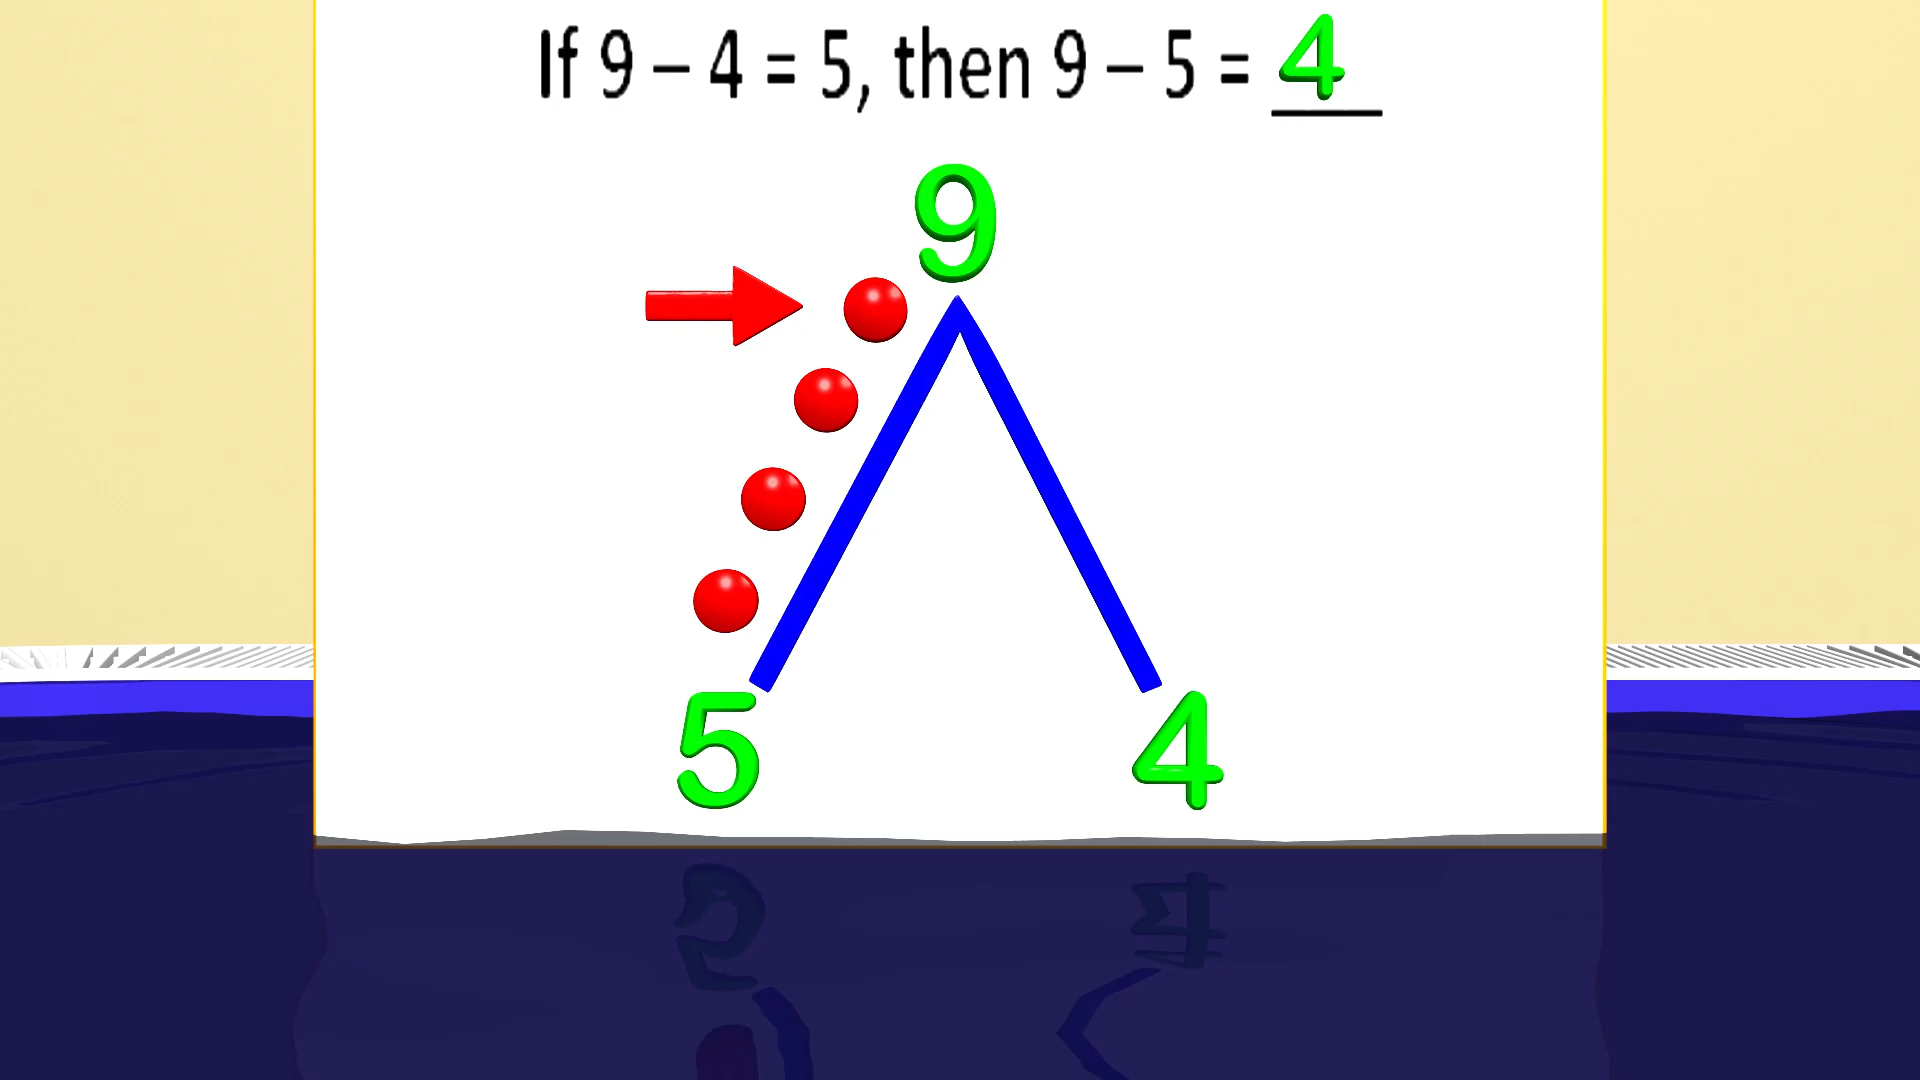 If 9 – 4 = 5, then 9 – 5 = 4
9
5 4